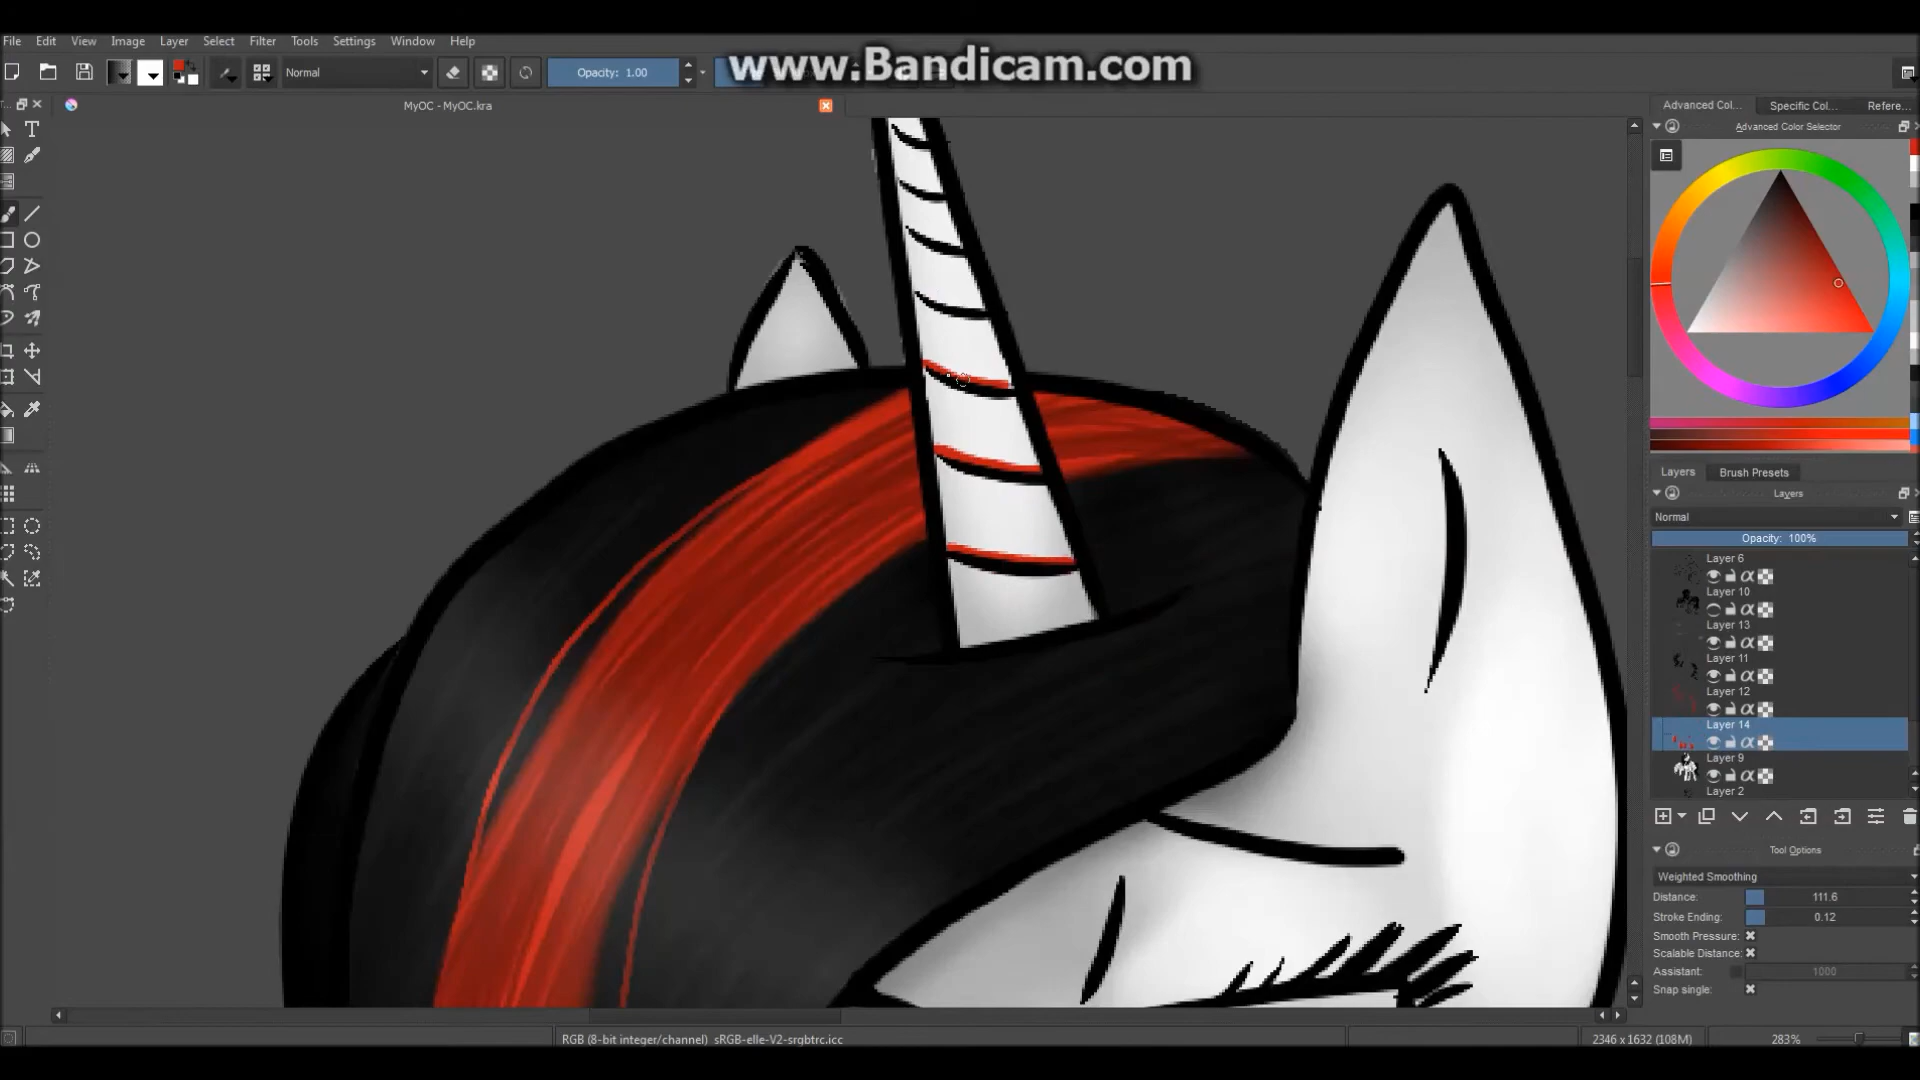 www.Bandicam.com
File Edit View Image Layer Select Filter Tools Settings Window Help
Normal
Opacity: 1.00
MyOC - MyOC.kra
Advanced Col...
Specific Col...
Refere...
Advanced Color Selector
Layers
Brush Presets
Layers
Normal
Opacity: 100%
Layer 6
Layer 10
Layer 13
Layer 11
Layer 12
Layer 14
Layer 9
Layer 2
Tool Options
Weighted Smoothing
Distance: 111.6
Stroke Ending: 0.12
Smooth Pressure:
Scalable Distance:
Assistant: 1000
Snap single:
RGB (8-bit integer/channel) sRGB-elle-V2-srgbtrc.icc
2346 x 1632 (108M)
283%